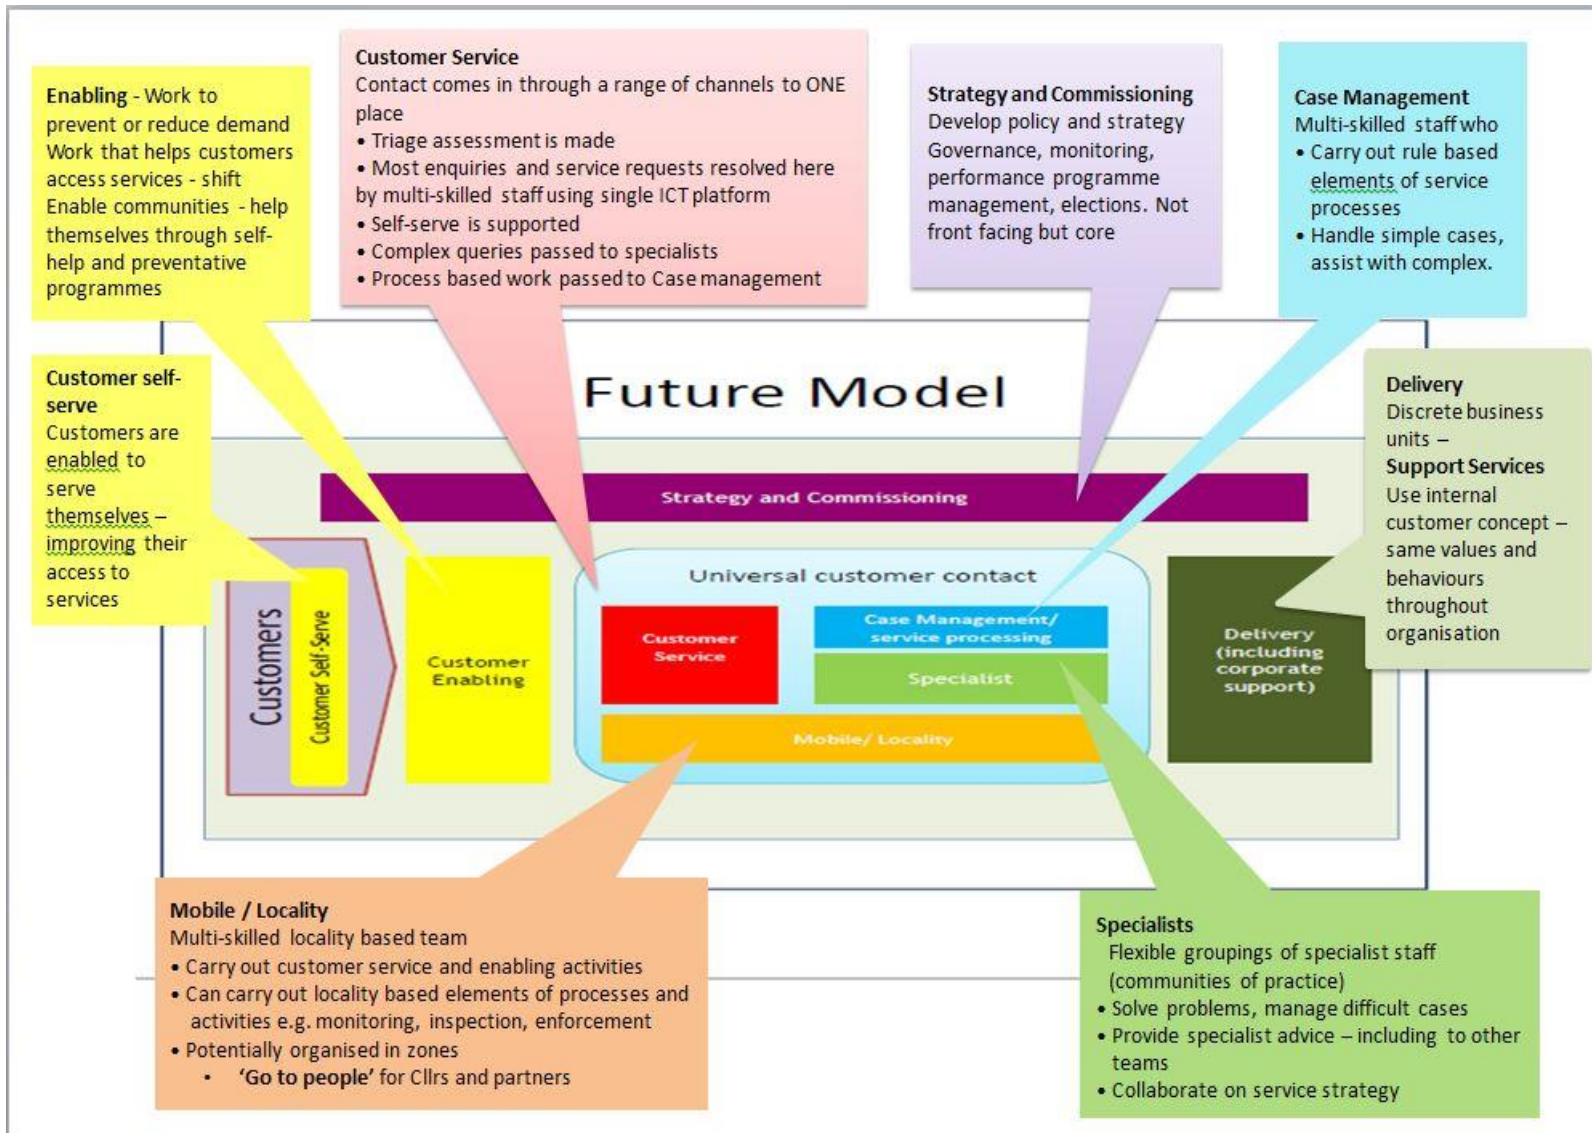 Enabling - Work to
prevent or reduce demand
Work that helps customers
access services - shift
Enable communities - help
themselves through self-
help and preventative
programmes
Customer Service
Contact comes in through a range of channels to ONE
place
• Triage assessment is made
• Most enquiries and service requests resolved here
by multi-skilled staff using single ICT platform
• Self-serve is supported
• Complex queries passed to specialists
• Process based work passed to Case management
Strategy and Commissioning
Develop policy and strategy
Governance, monitoring,
performance programme
management, elections. Not
front facing but core
Case Management
Multi-skilled staff who
• Carry out rule based
elements of service
processes
• Handle simple cases,
assist with complex.
Customer self-
serve
Customers are
enabled to
serve
themselves –
improving their
access to
services
Future Model
Delivery
Discrete business
units –
Support Services
Use internal
customer concept –
same values and
behaviours
throughout
organisation
Strategy and Commissioning
Customers
Customer Self-Serve
Customer
Enabling
Universal customer contact
Customer
Service
Case Management/
service processing
Specialist
Mobile/ Locality
Delivery
(including
corporate
support)
Mobile / Locality
Multi-skilled locality based team
• Carry out customer service and enabling activities
• Can carry out locality based elements of processes and
activities e.g. monitoring, inspection, enforcement
• Potentially organised in zones
• ‘Go to people’ for Cllrs and partners
Specialists
Flexible groupings of specialist staff
(communities of practice)
• Solve problems, manage difficult cases
• Provide specialist advice – including to other
teams
• Collaborate on service strategy